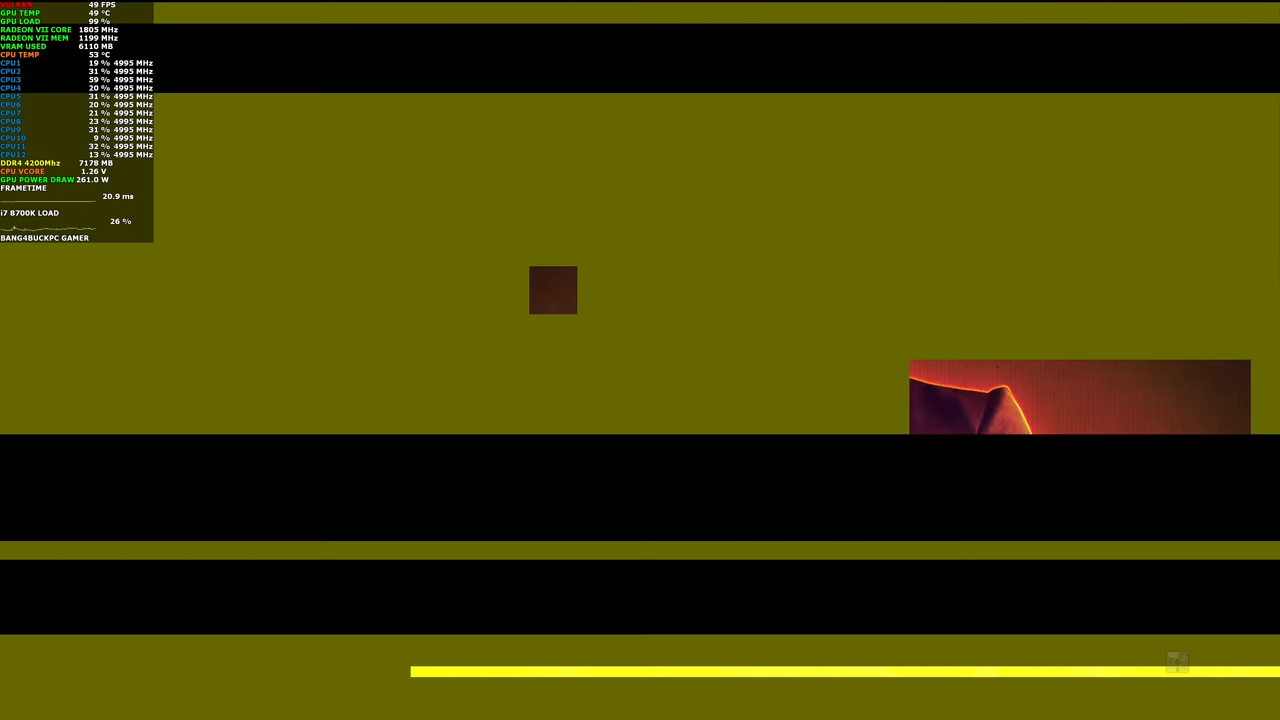 VULKAN 49 FPS
GPU TEMP 49 °C
GPU LOAD 99 %
RADEON VII CORE 1805 MHz
RADEON VII MEM 1199 MHz
VRAM USED 6110 MB
CPU TEMP 53 °C
CPU1 19 % 4995 MHz
CPU2 31 % 4995 MHz
CPU3 59 % 4995 MHz
CPU4 20 % 4995 MHz
CPU5 31 % 4995 MHz
CPU6 20 % 4995 MHz
CPU7 21 % 4995 MHz
CPU8 23 % 4995 MHz
CPU9 31 % 4995 MHz
CPU10 9 % 4995 MHz
CPU11 32 % 4995 MHz
CPU12 13 % 4995 MHz
DDR4 4200Mhz 7178 MB
CPU VCORE 1.26 V
GPU POWER DRAW 261.0 W
FRAMETIME
20.9 ms
i7 8700K LOAD
26 %
BANG4BUCKPC GAMER